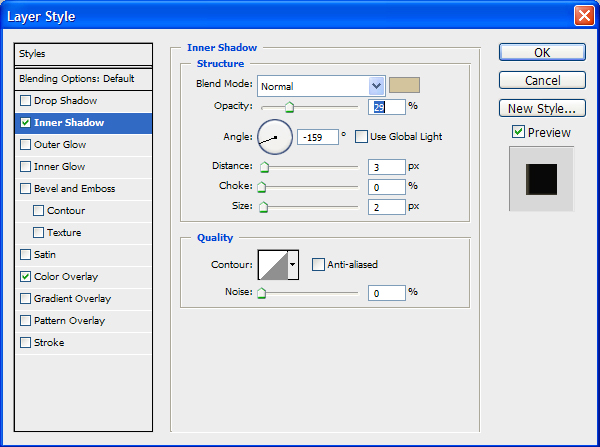 Layer Style
Styles
Blending Options: Default
Drop Shadow
Inner Shadow
Outer Glow
Inner Glow
Bevel and Emboss
Contour
Texture
Satin
Color Overlay
Gradient Overlay
Pattern Overlay
Stroke
Inner Shadow
Structure
Blend Mode: Normal
Opacity: 29 %
Angle: -159 ° Use Global Light
Distance: 3 px
Choke: 0 %
Size: 2 px
Quality
Contour: Anti-aliased
Noise: 0 %
OK
Cancel
New Style...
Preview